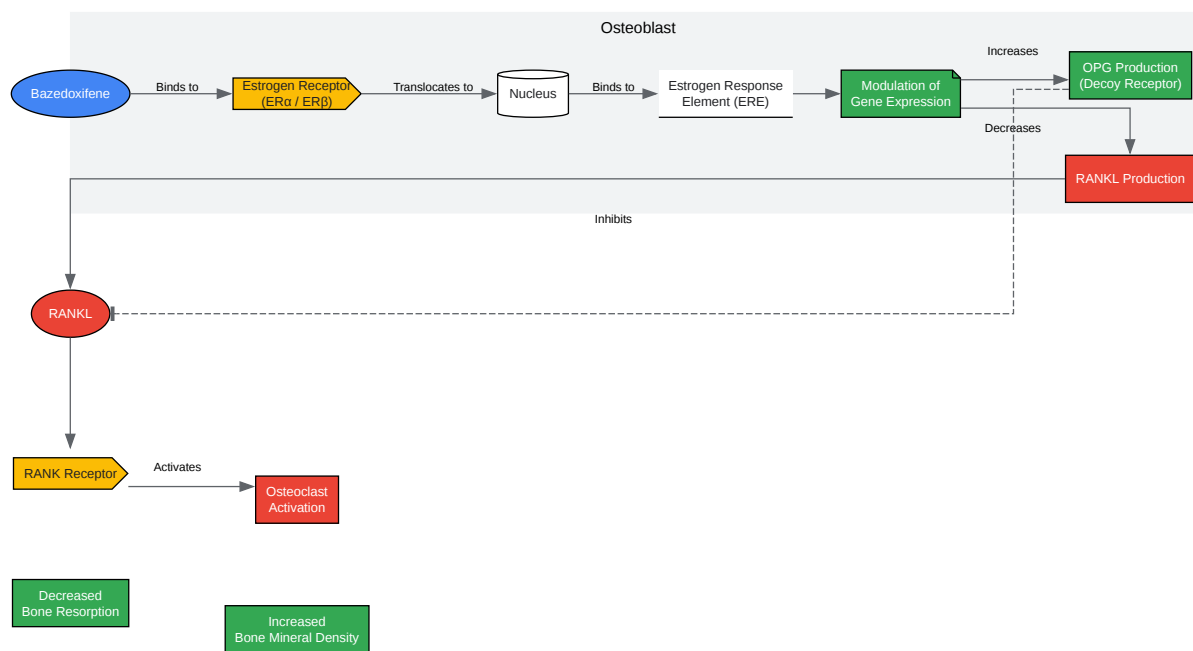 Osteoblast
Bazedoxifene
Binds to
Estrogen Receptor
(ERα / ERβ)
Translocates to
Nucleus
Binds to
Estrogen Response
Element (ERE)
Modulation of
Gene Expression
Increases
OPG Production
(Decoy Receptor)
Decreases
RANKL Production
Inhibits
RANKL
RANK Receptor
Activates
Osteoclast
Activation
Decreased
Bone Resorption
Increased
Bone Mineral Density